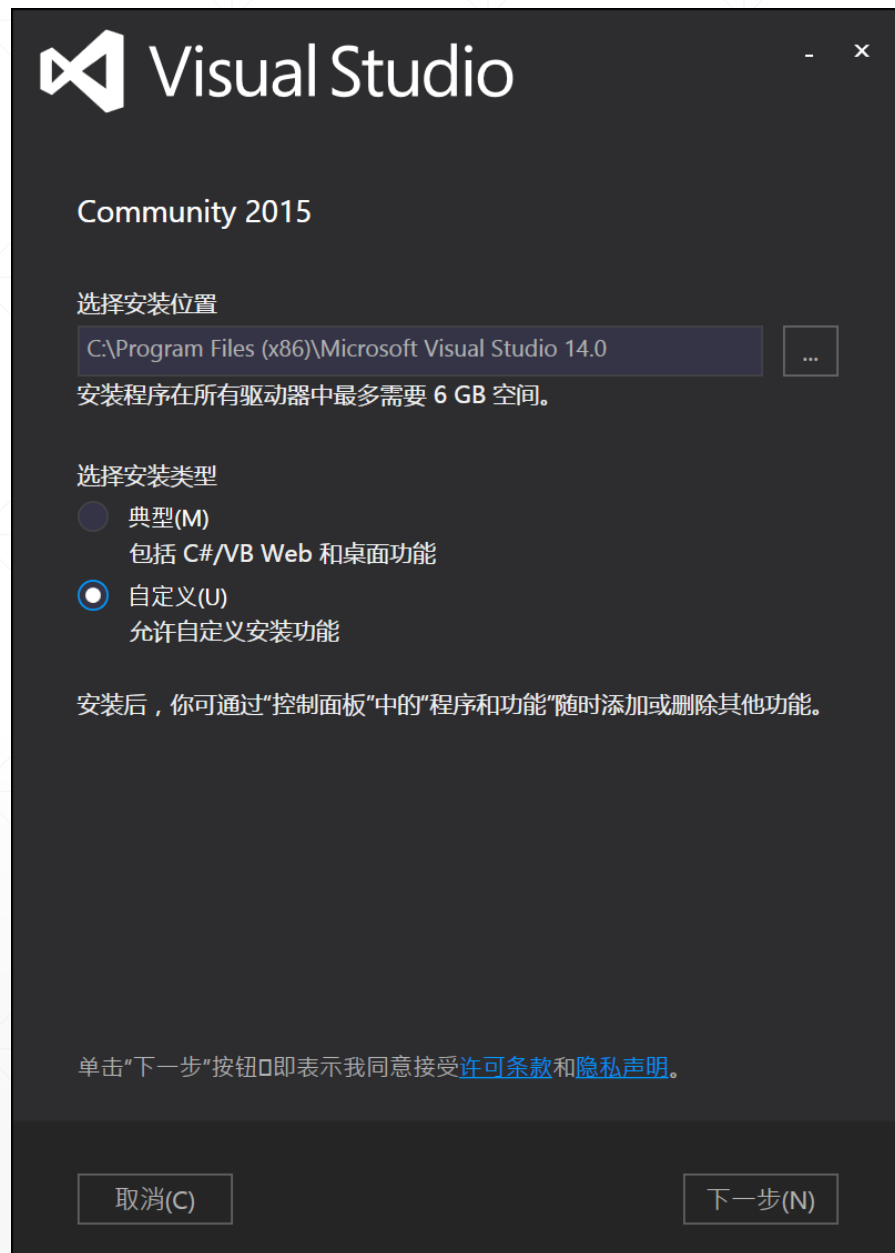 Visual Studio
Community 2015
选择安装位置
C:\Program Files (x86)\Microsoft Visual Studio 14.0
...
安装程序在所有驱动器中最多需要 6 GB 空间。
选择安装类型
典型(M)
包括 C#/VB Web 和桌面功能
自定义(U)
允许自定义安装功能
安装后，你可通过"控制面板"中的"程序和功能"随时添加或删除其他功能。
单击"下一步"按钮▯即表示我同意接受许可条款和隐私声明。
取消(C)
下一步(N)